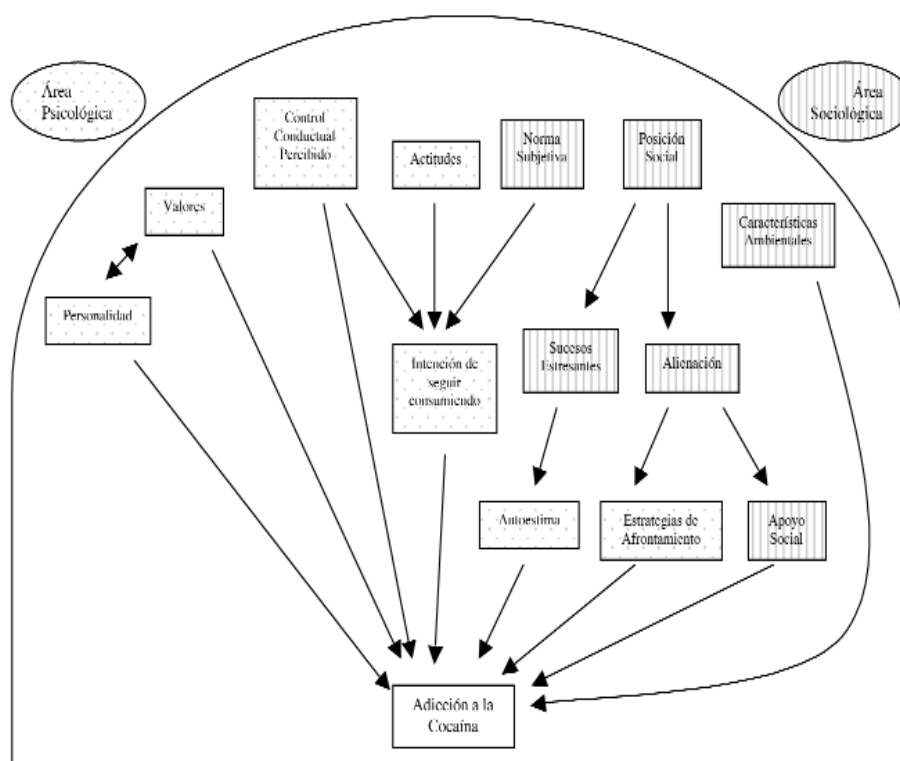 Área
Psicológica
Área
Sociológica
Control
Conductual
Percibido
Actitudes
Norma
Subjetiva
Posición
Social
Valores
Características
Ambientales
Personalidad
Intención de
seguir
consumiendo
Sucesos
Estresantes
Alienación
Autoestima
Estrategias de
Afrontamiento
Apoyo
Social
Adicción a la
Cocaína